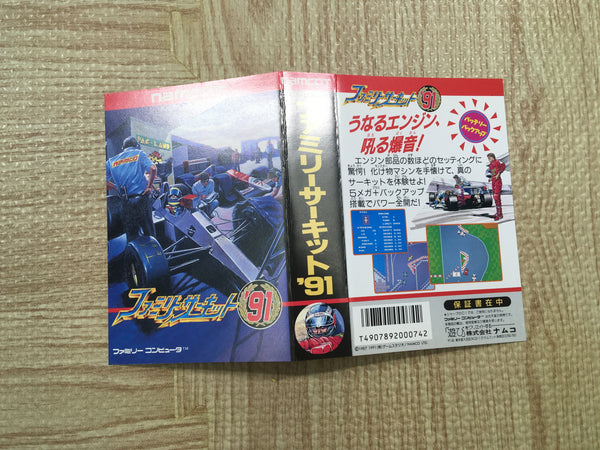 namcot
PAC-LAND
namcot
ファミリーサーキット '91
ファミリー コンピュータ™
namcot
ファミリーサーキット '91
ファミリーサーキット '91
バッテリー
バックアップ
うなるエンジン、
吼る爆音!
エンジン部品の数ほどのセッティングに
驚愕! 化け物マシンを手懐けて、真の
サーキットを体験せよ!
5メガ+バックアップ
搭載でパワー全開だ!
T4907892000742
保証書在中
株式会社ナムコ